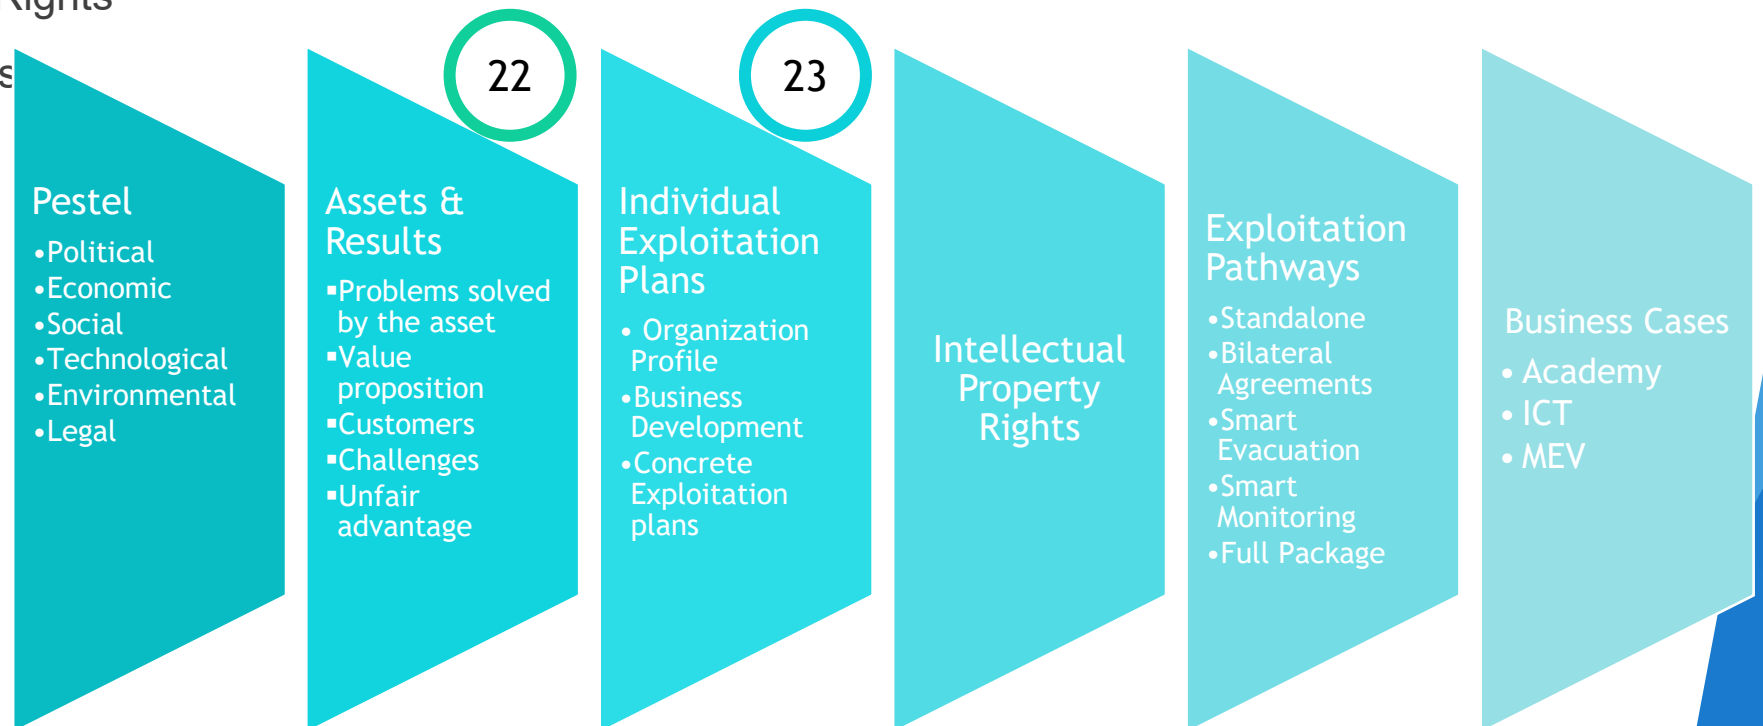 Rights
s
22
23
Pestel
•Political
•Economic
•Social
•Technological
•Environmental
•Legal
Assets &
Results
▪Problems solved
by the asset
▪Value
proposition
▪Customers
▪Challenges
▪Unfair
advantage
Individual
Exploitation
Plans
• Organization
Profile
•Business
Development
•Concrete
Exploitation
plans
Intellectual
Property
Rights
Exploitation
Pathways
•Standalone
•Bilateral
Agreements
•Smart
Evacuation
•Smart
Monitoring
•Full Package
Business Cases
• Academy
• ICT
• MEV